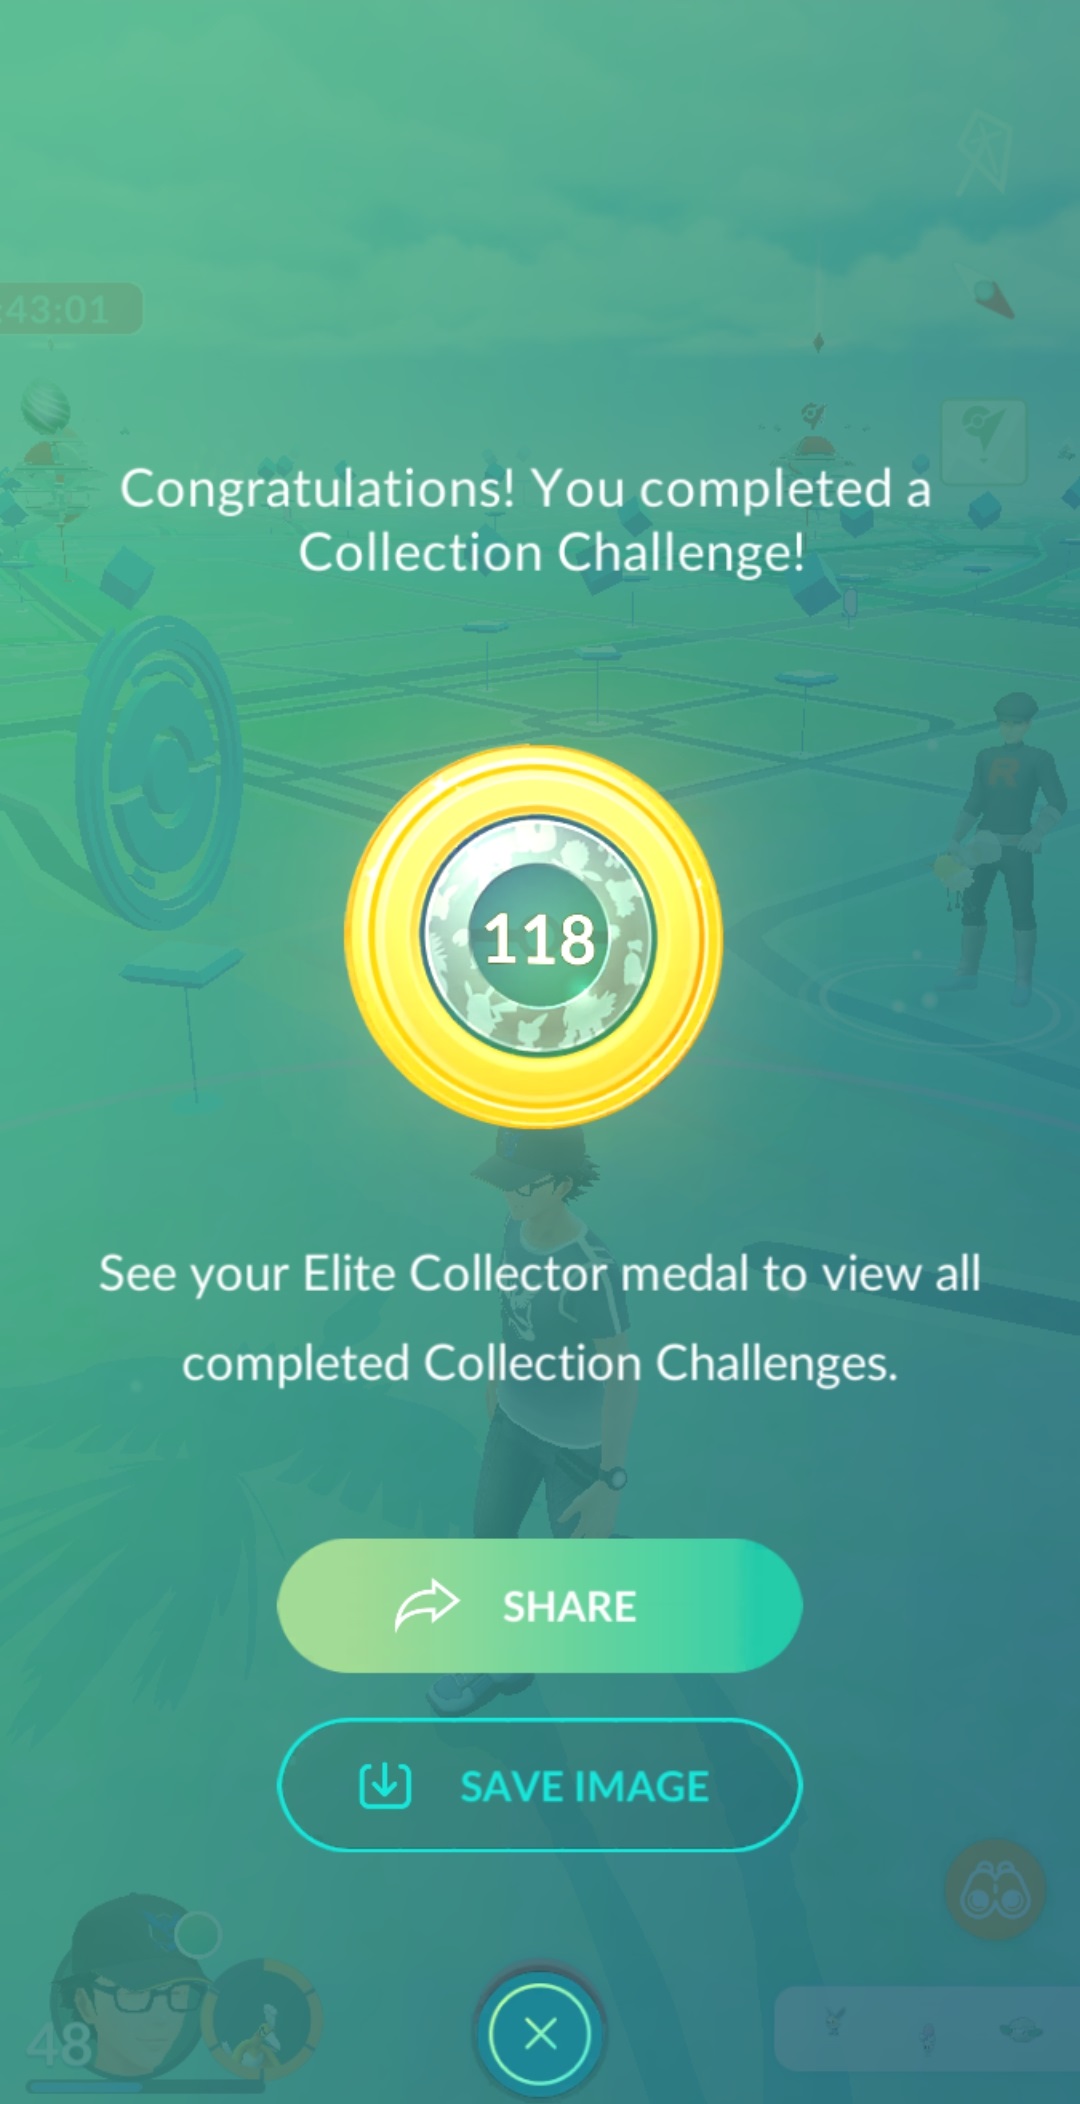 :43:01
Congratulations! You completed a
Collection Challenge!
R
118
See your Elite Collector medal to view all
completed Collection Challenges.
SHARE
SAVE IMAGE
48